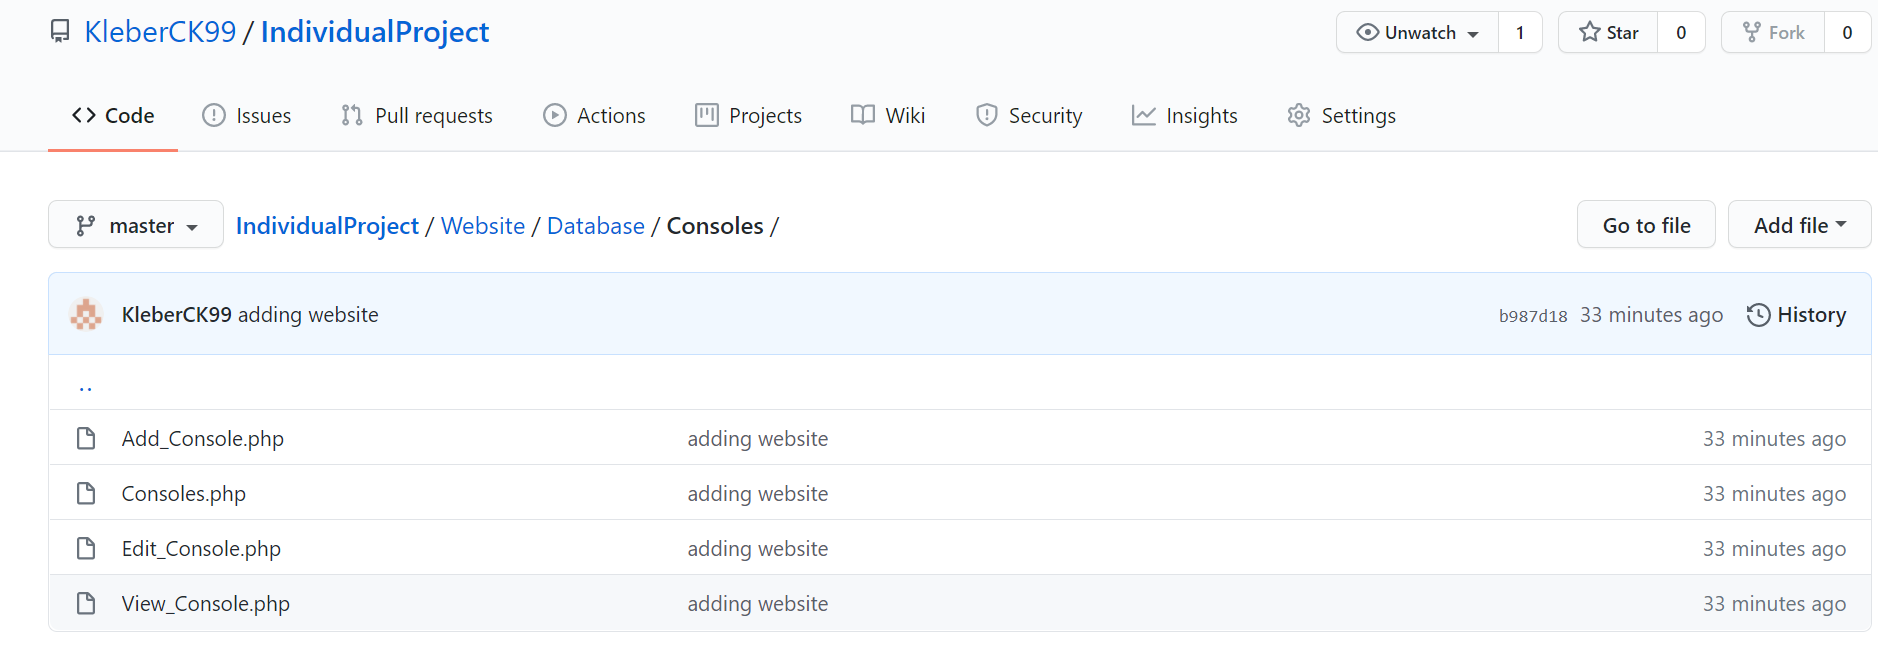 KleberCK99 / IndividualProject Unwatch 1 Star 0 Fork 0
Code Issues Pull requests Actions Projects Wiki Security Insights Settings
master IndividualProject / Website / Database / Consoles / Go to file Add file
KleberCK99 adding website b987d18 33 minutes ago History
..
Add_Console.php adding website 33 minutes ago
Consoles.php adding website 33 minutes ago
Edit_Console.php adding website 33 minutes ago
View_Console.php adding website 33 minutes ago